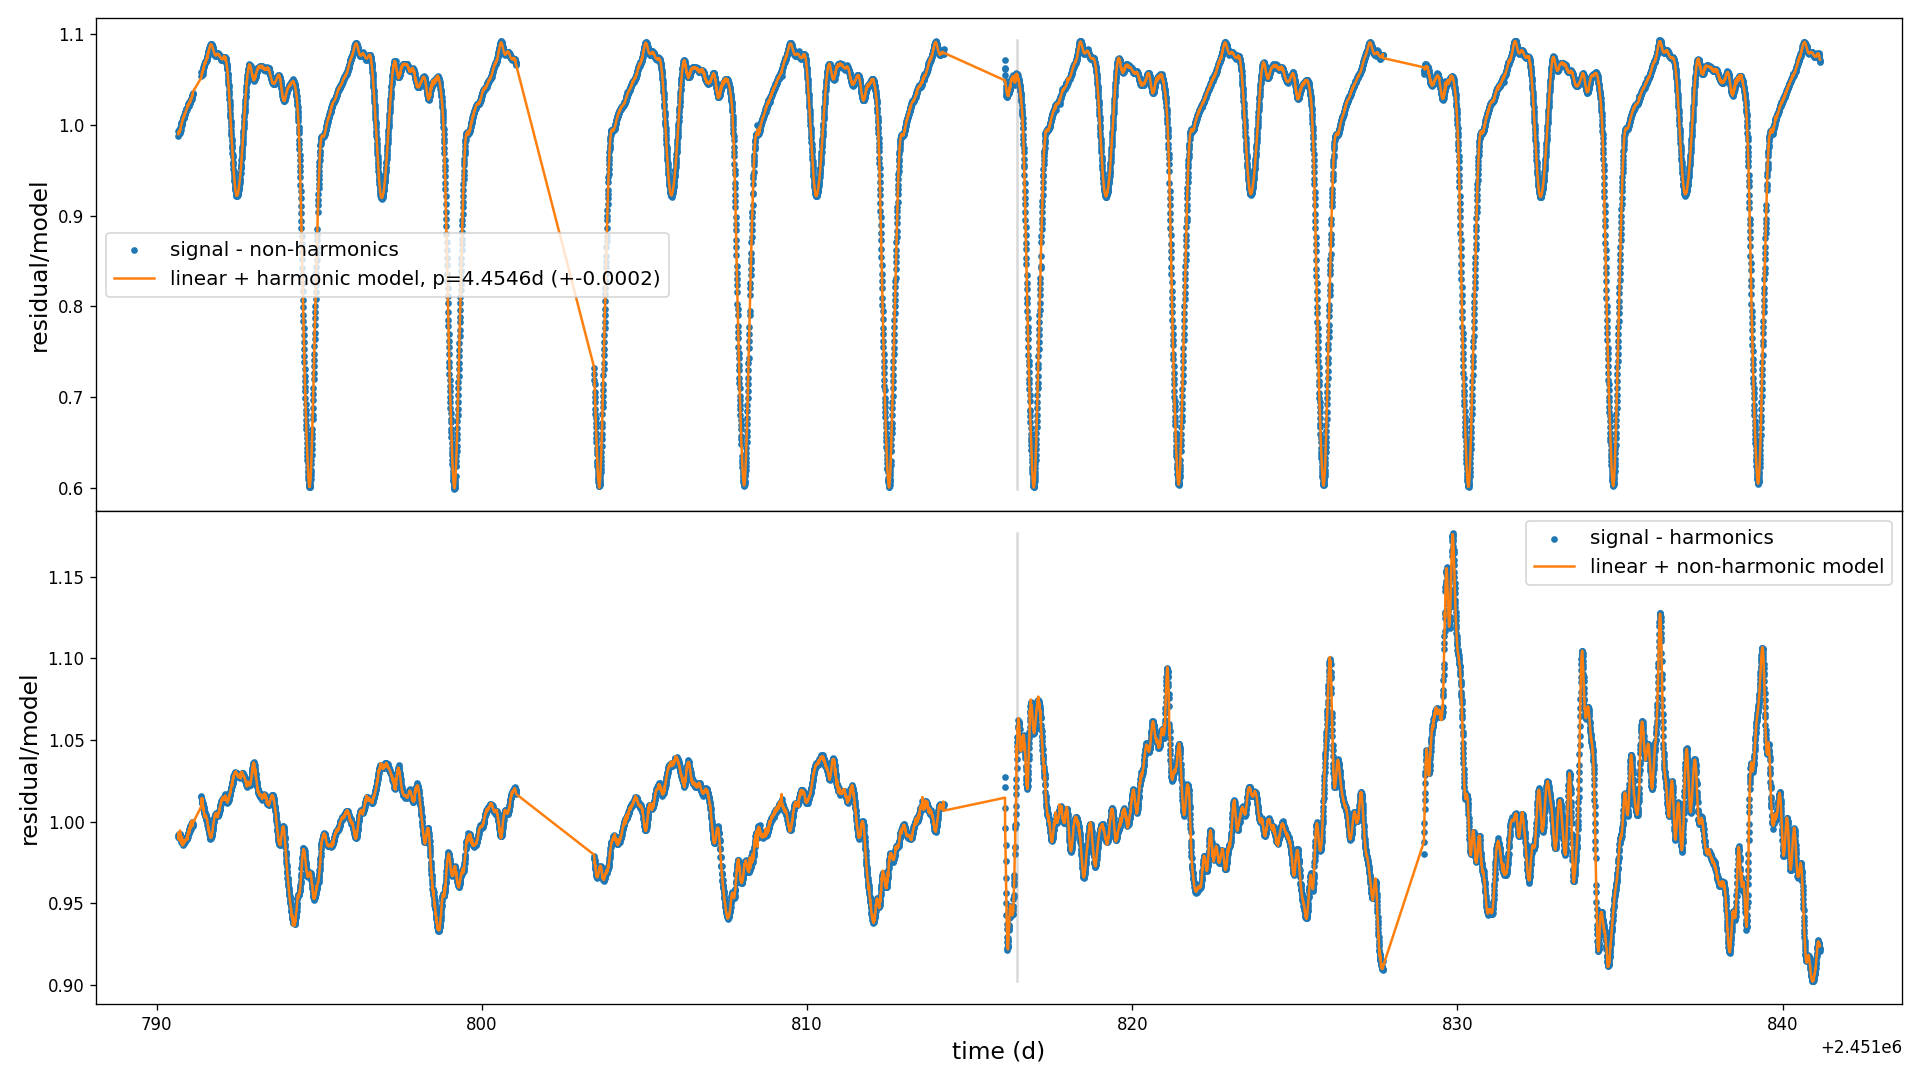 1.1
1.0
0.9
0.8
0.7
0.6
residual/model
signal - non-harmonics
linear + harmonic model, p=4.4546d (+-0.0002)
1.15
1.10
1.05
1.00
0.95
0.90
residual/model
signal - harmonics
linear + non-harmonic model
790
800
810
820
830
840
time (d)
+2.451e6